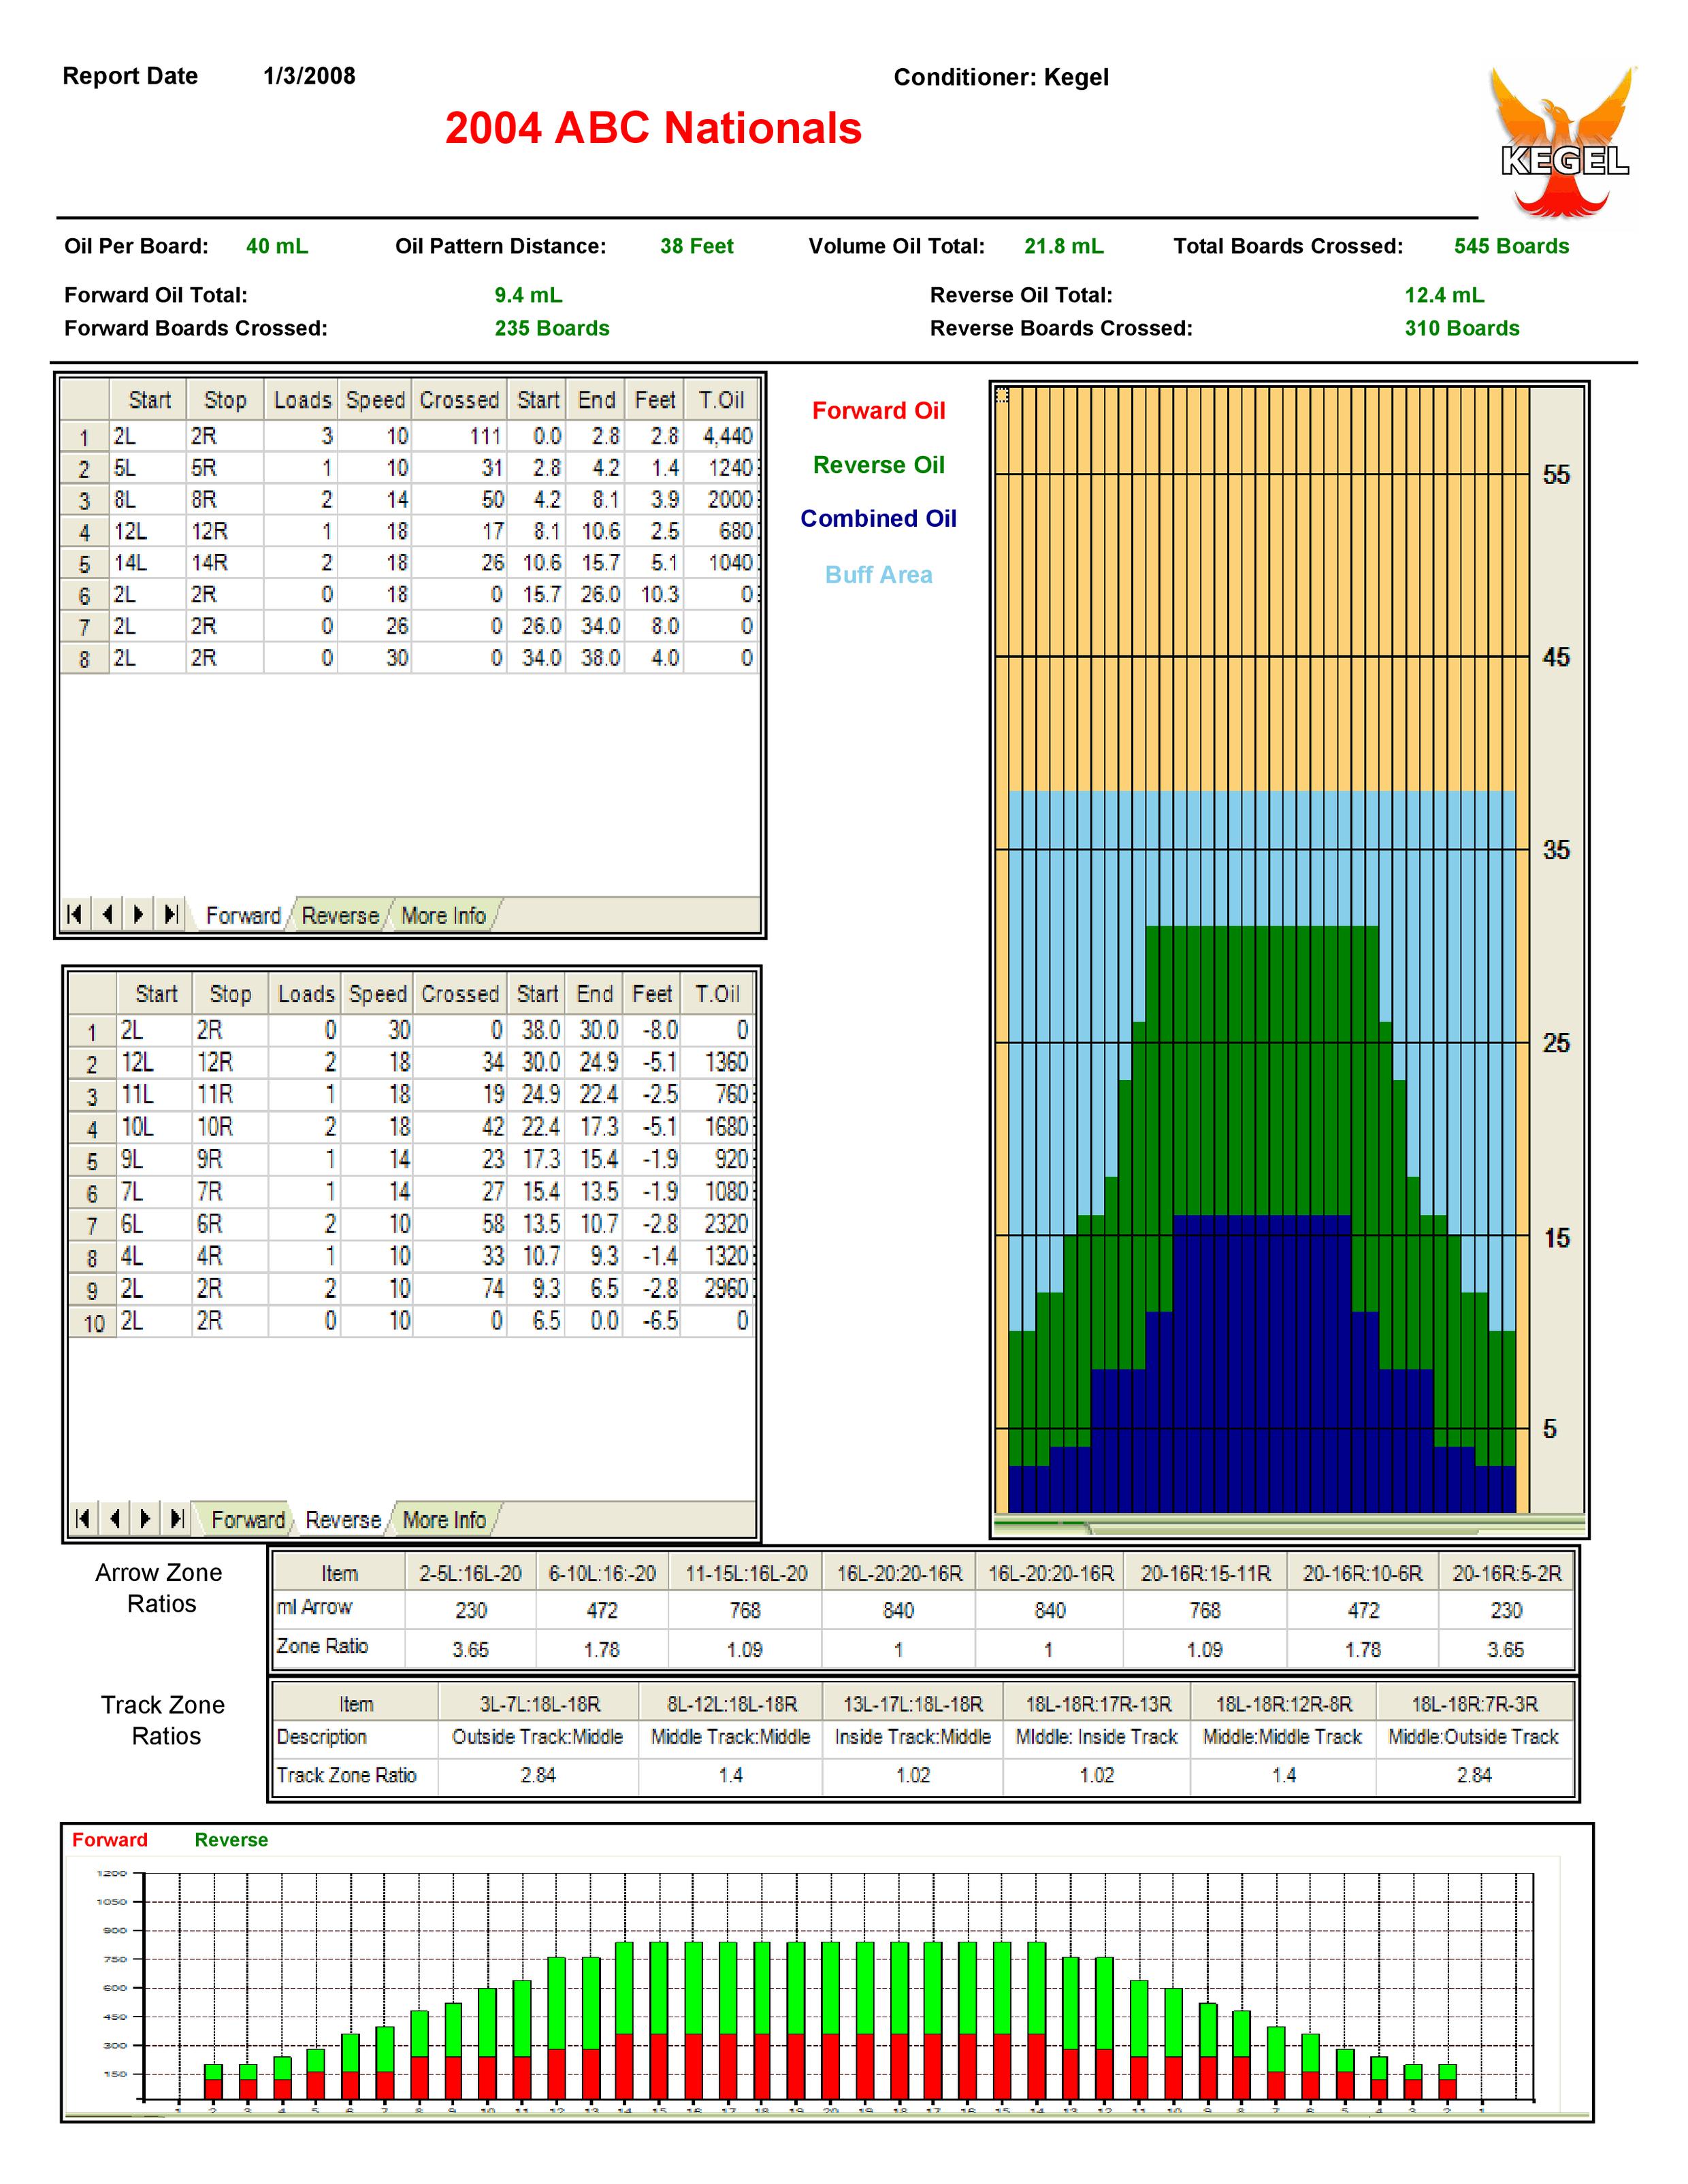 Report Date 1/3/2008 Conditioner: Kegel
2004 ABC Nationals
KEGEL
Oil Per Board: 40 mL Oil Pattern Distance: 38 Feet Volume Oil Total: 21.8 mL Total Boards Crossed: 545 Boards
Forward Oil Total: 9.4 mL Reverse Oil Total: 12.4 mL
Forward Boards Crossed: 235 Boards Reverse Boards Crossed: 310 Boards
Start Stop Loads Speed Crossed Start End Feet T.Oil
1 2L 2R 3 10 111 0.0 2.8 2.8 4,440
2 5L 5R 1 10 31 2.8 4.2 1.4 1240
3 8L 8R 2 14 50 4.2 8.1 3.9 2000
4 12L 12R 1 18 17 8.1 10.6 2.5 680
5 14L 14R 2 18 26 10.6 15.7 5.1 1040
6 2L 2R 0 18 0 15.7 26.0 10.3 0
7 2L 2R 0 26 0 26.0 34.0 8.0 0
8 2L 2R 0 30 0 34.0 38.0 4.0 0
Forward Reverse More Info
Forward Oil
Reverse Oil
Combined Oil
Buff Area
55
45
35
25
15
5
Start Stop Loads Speed Crossed Start End Feet T.Oil
1 2L 2R 0 30 0 38.0 30.0 -8.0 0
2 12L 12R 2 18 34 30.0 24.9 -5.1 1360
3 11L 11R 1 18 19 24.9 22.4 -2.5 760
4 10L 10R 2 18 42 22.4 17.3 -5.1 1680
5 9L 9R 1 14 23 17.3 15.4 -1.9 920
6 7L 7R 1 14 27 15.4 13.5 -1.9 1080
7 6L 6R 2 10 58 13.5 10.7 -2.8 2320
8 4L 4R 1 10 33 10.7 9.3 -1.4 1320
9 2L 2R 2 10 74 9.3 6.5 -2.8 2960
10 2L 2R 0 10 0 6.5 0.0 -6.5 0
Forward Reverse More Info
Arrow Zone
Ratios
Item 2-5L:16L-20 6-10L:16:-20 11-15L:16L-20 16L-20:20-16R 16L-20:20-16R 20-16R:15-11R 20-16R:10-6R 20-16R:5-2R
ml Arrow 230 472 768 840 840 768 472 230
Zone Ratio 3.65 1.78 1.09 1 1 1.09 1.78 3.65
Track Zone
Ratios
Item 3L-7L:18L-18R 8L-12L:18L-18R 13L-17L:18L-18R 18L-18R:17R-13R 18L-18R:12R-8R 18L-18R:7R-3R
Description Outside Track:Middle Middle Track:Middle Inside Track:Middle MIddle: Inside Track Middle:Middle Track Middle:Outside Track
Track Zone Ratio 2.84 1.4 1.02 1.02 1.4 2.84
Forward Reverse
1200
1050
900
750
600
450
300
150